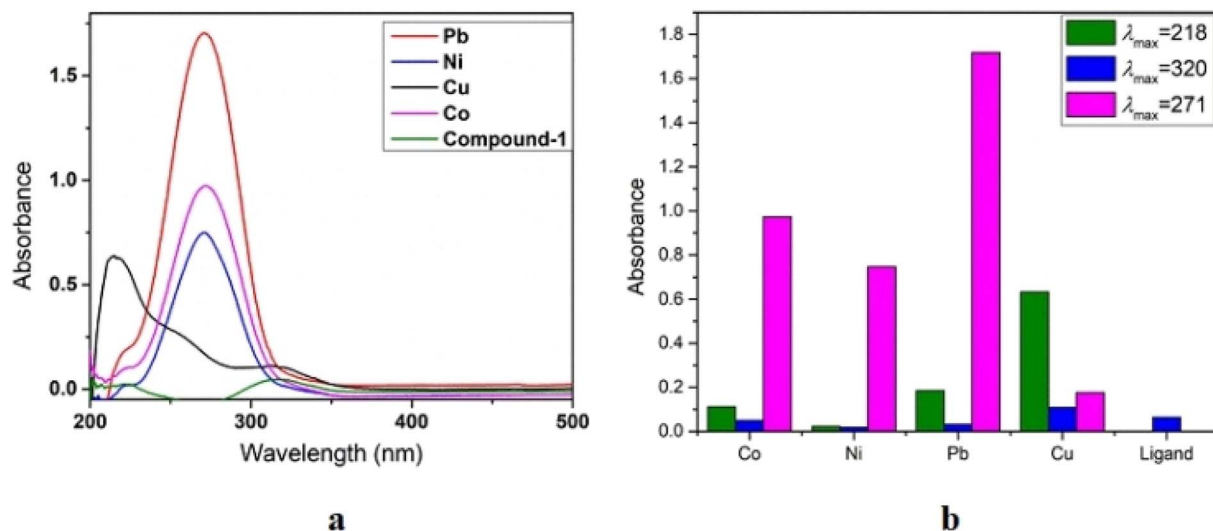 Pb
Ni
Cu
Co
Compound-1
Absorbance
1.5
1.0
0.5
0.0
200 300 400 500
Wavelength (nm)
a
λmax=218
λmax=320
λmax=271
Absorbance
1.8
1.6
1.4
1.2
1.0
0.8
0.6
0.4
0.2
0.0
Co Ni Pb Cu Ligand
b